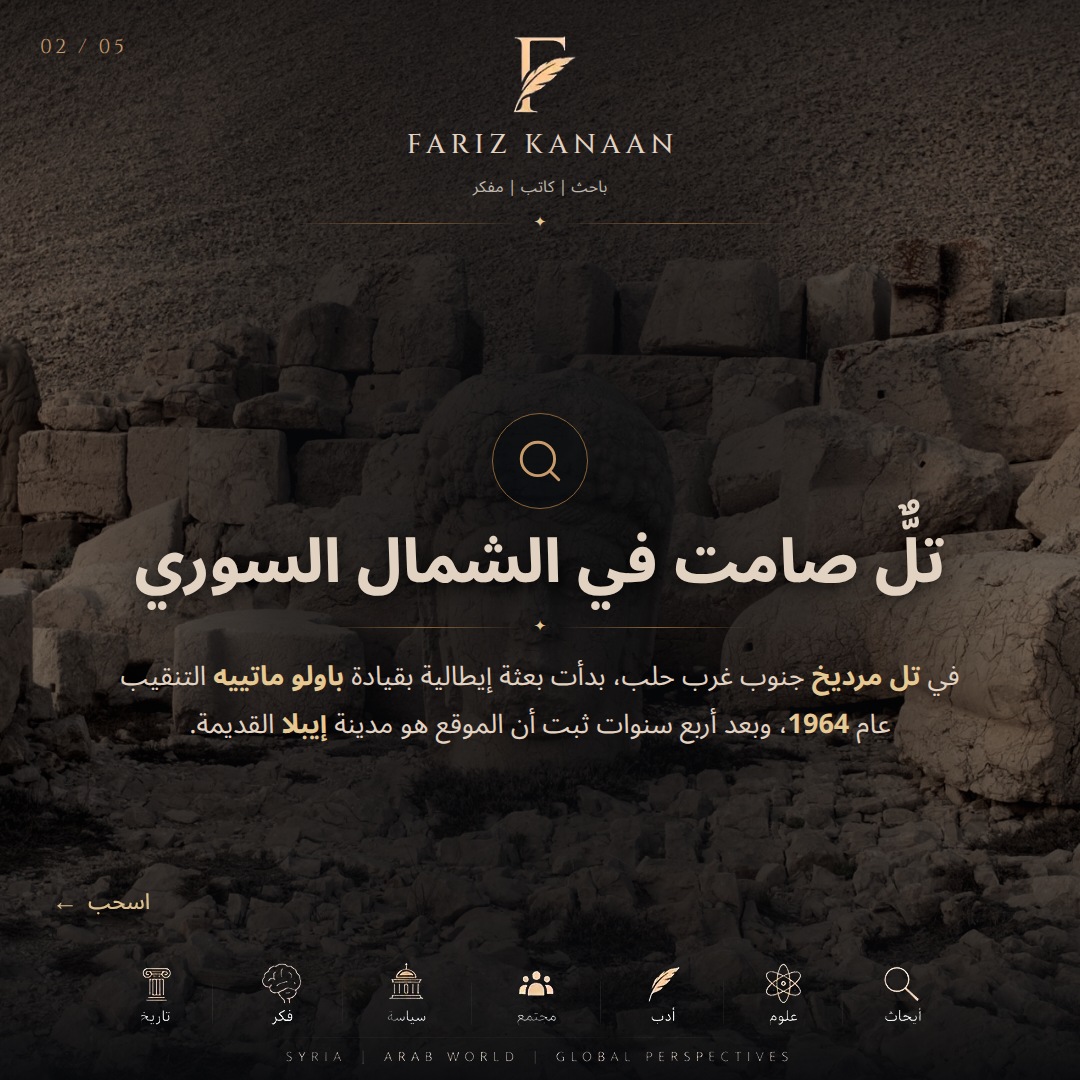 02 / 05
FARIZ KANAAN
باحث | كاتب | مفكر
تلٌّ صامت في الشمال السوري
في تل مرديخ جنوب غرب حلب، بدأت بعثة إيطالية بقيادة باولو ماتييه التنقيب
عام 1964، وبعد أربع سنوات ثبت أن الموقع هو مدينة إيبلا القديمة.
اسحب ←
أبحاث
علوم
أدب
مجتمع
سياسة
فكر
تاريخ
SYRIA | ARAB WORLD | GLOBAL PERSPECTIVES